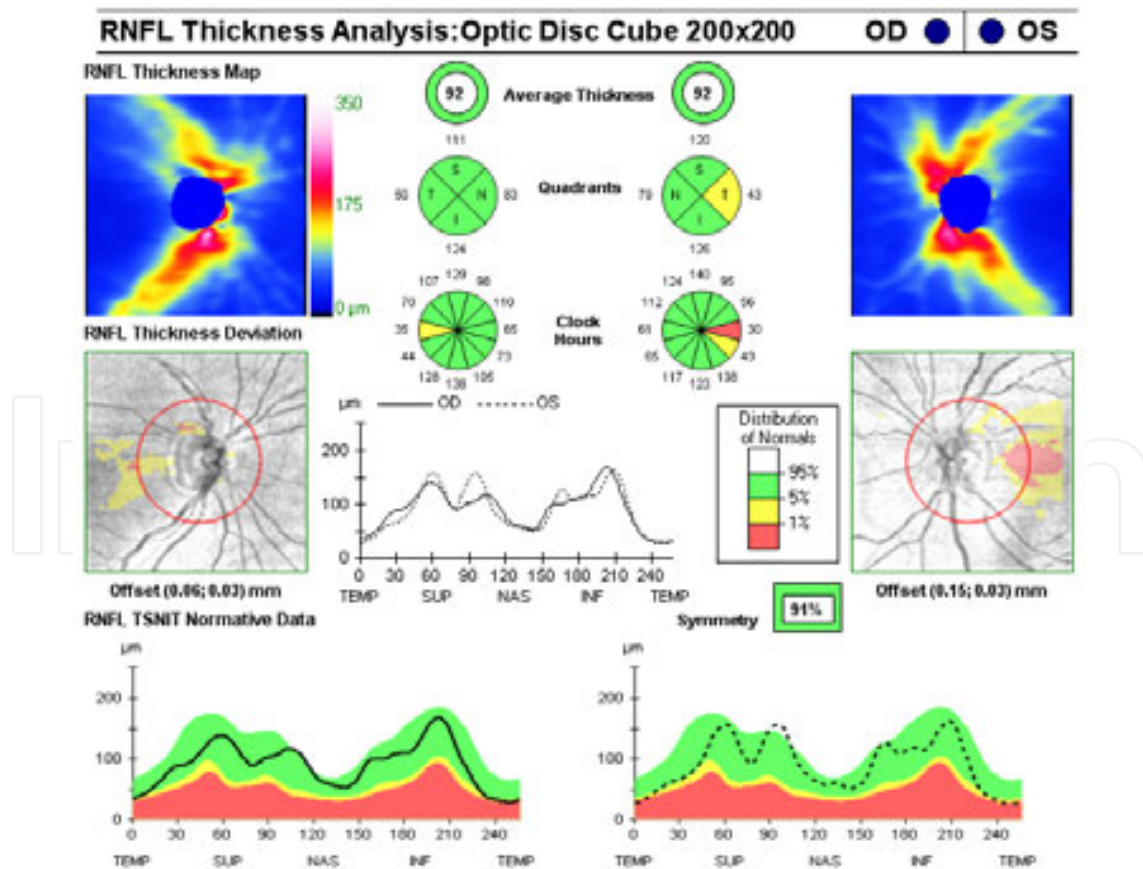 RNFL Thickness Analysis:Optic Disc Cube 200x200 OD OS
RNFL Thickness Map
350
175
0 µm
92 Average Thickness 92
111 120
S S
T N Quadrants N T
83 79 43
I I
124 126
129 140
107 98 124 95
70 110 112 56
35 65 Clock 61 30
44 73 Hours 65 43
128 105 117 138
138 123
RNFL Thickness Deviation
µm OD OS
200
100
0
0 30 60 90 120 150 180 210 240
TEMP SUP NAS INF TEMP
Distribution
of Normals
95%
5%
1%
Offset (0.06; 0.03) mm
Offset (0.15; 0.03) mm
RNFL TSNIT Normative Data
Symmetry 91%
µm µm
200 200
100 100
0 0
0 30 60 90 120 150 180 210 240 0 30 60 90 120 150 180 210 240
TEMP SUP NAS INF TEMP TEMP SUP NAS INF TEMP